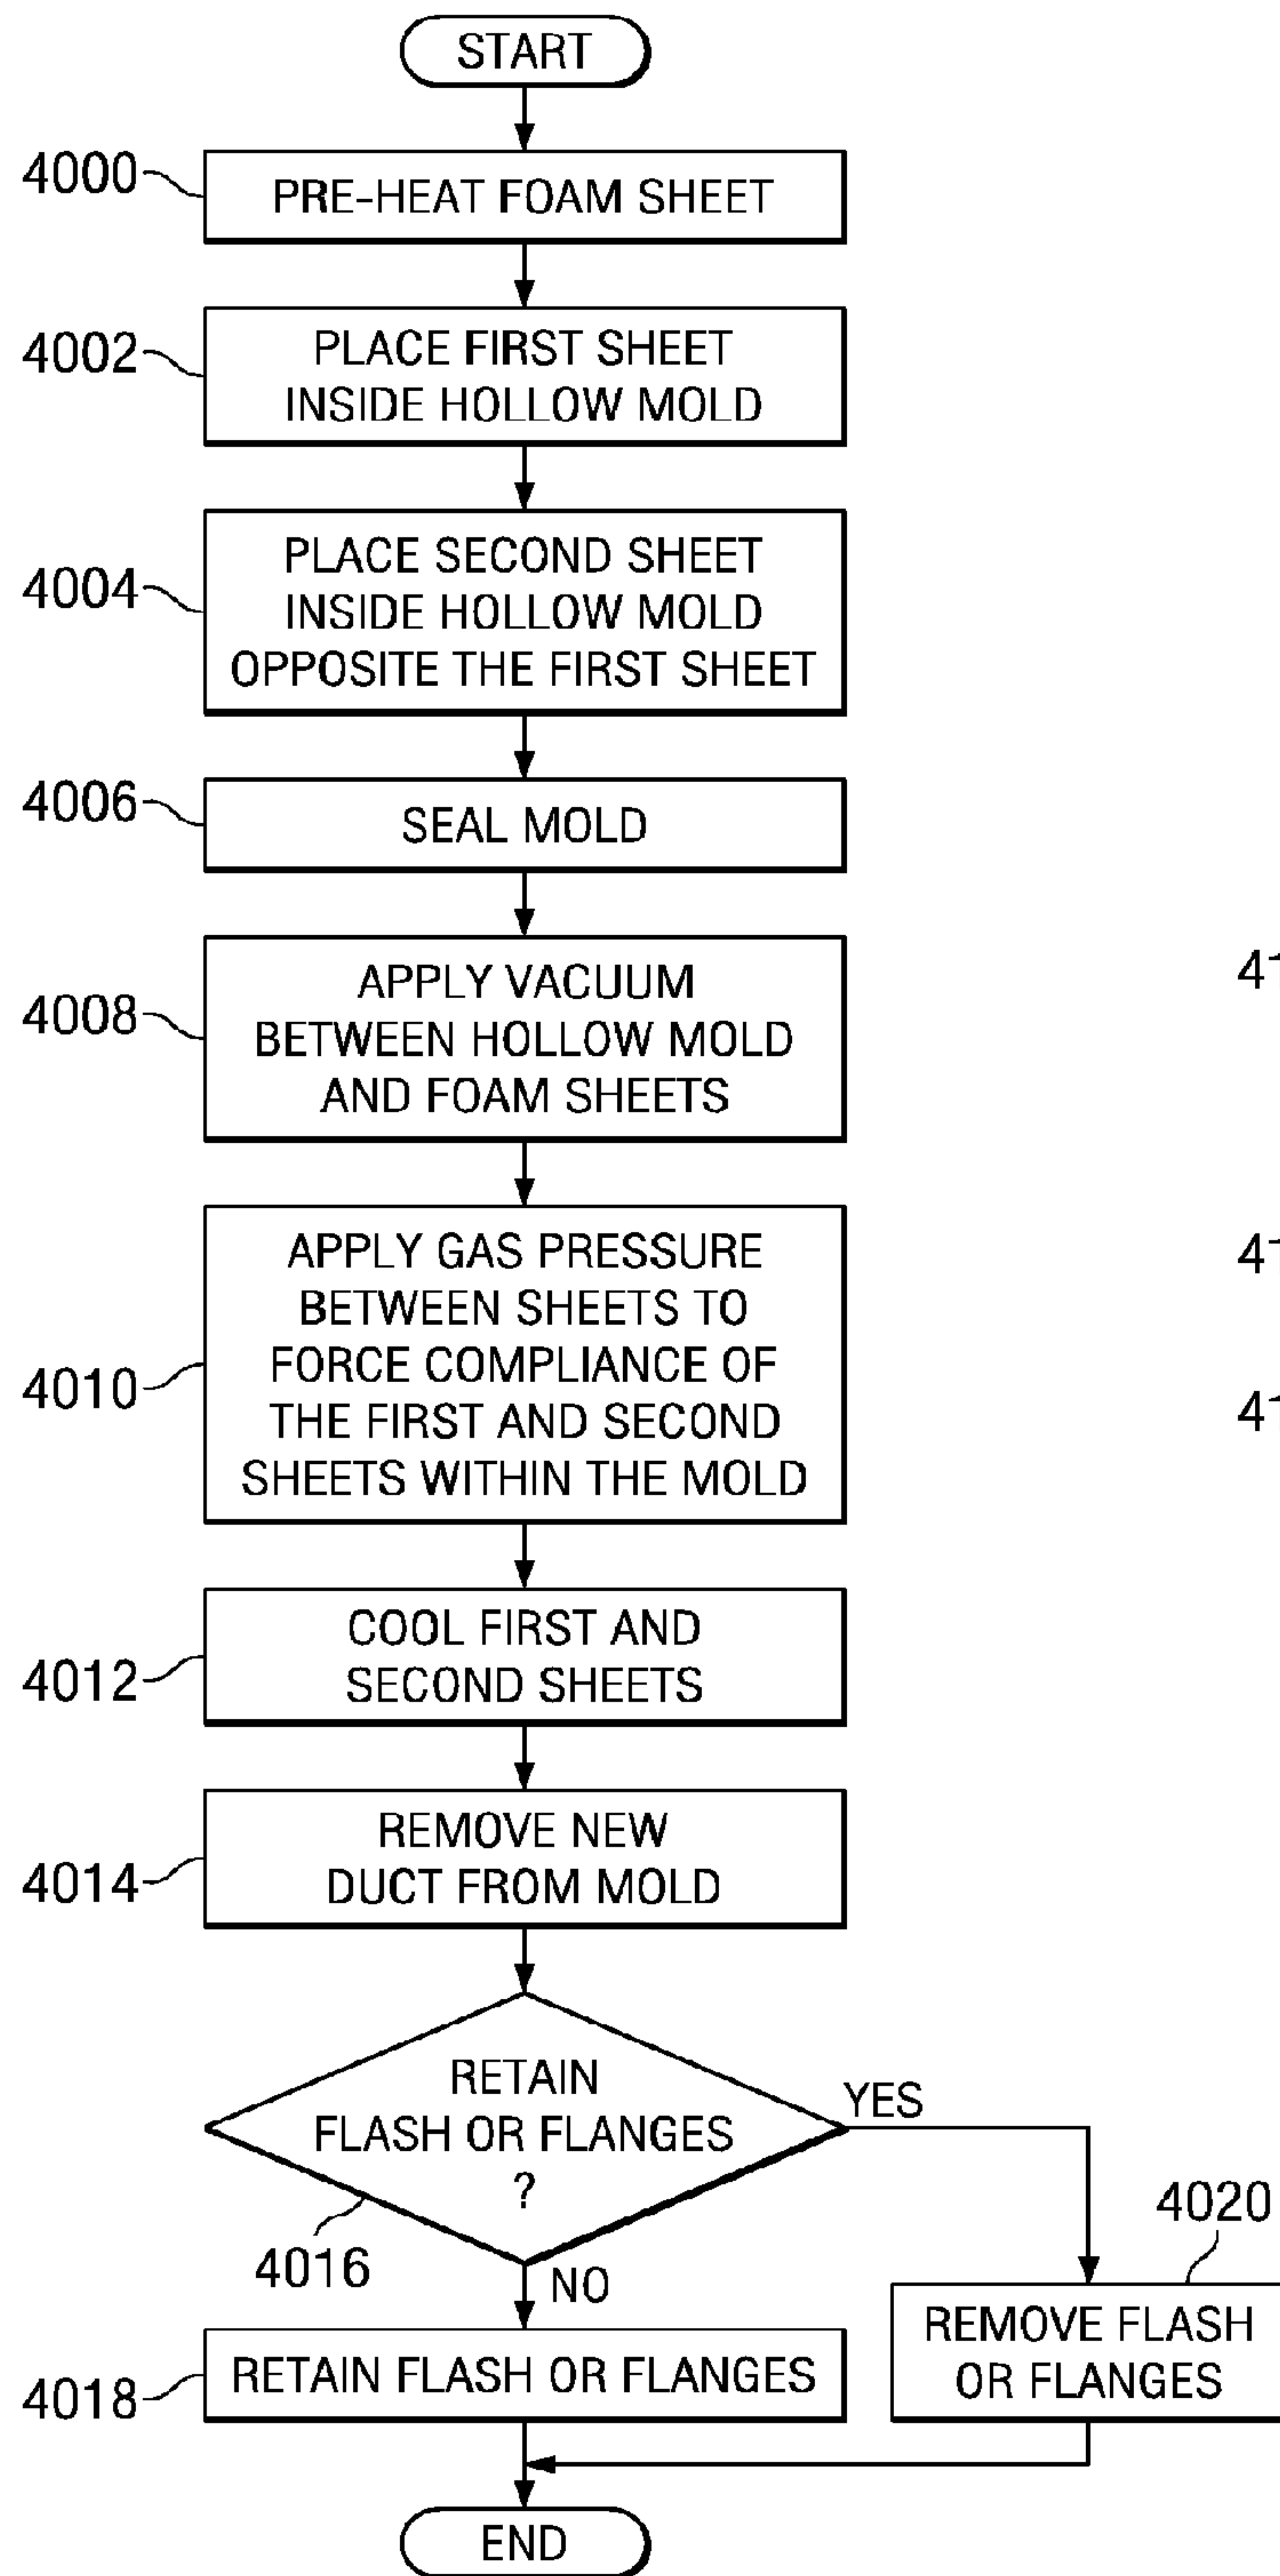 START
4000
PRE-HEAT FOAM SHEET
4002
PLACE FIRST SHEET
INSIDE HOLLOW MOLD
4004
PLACE SECOND SHEET
INSIDE HOLLOW MOLD
OPPOSITE THE FIRST SHEET
4006
SEAL MOLD
4008
APPLY VACUUM
BETWEEN HOLLOW MOLD
AND FOAM SHEETS
4010
APPLY GAS PRESSURE
BETWEEN SHEETS TO
FORCE COMPLIANCE OF
THE FIRST AND SECOND
SHEETS WITHIN THE MOLD
4012
COOL FIRST AND
SECOND SHEETS
4014
REMOVE NEW
DUCT FROM MOLD
RETAIN
FLASH OR FLANGES
?
YES
4016
NO
4018
RETAIN FLASH OR FLANGES
4020
REMOVE FLASH
OR FLANGES
END